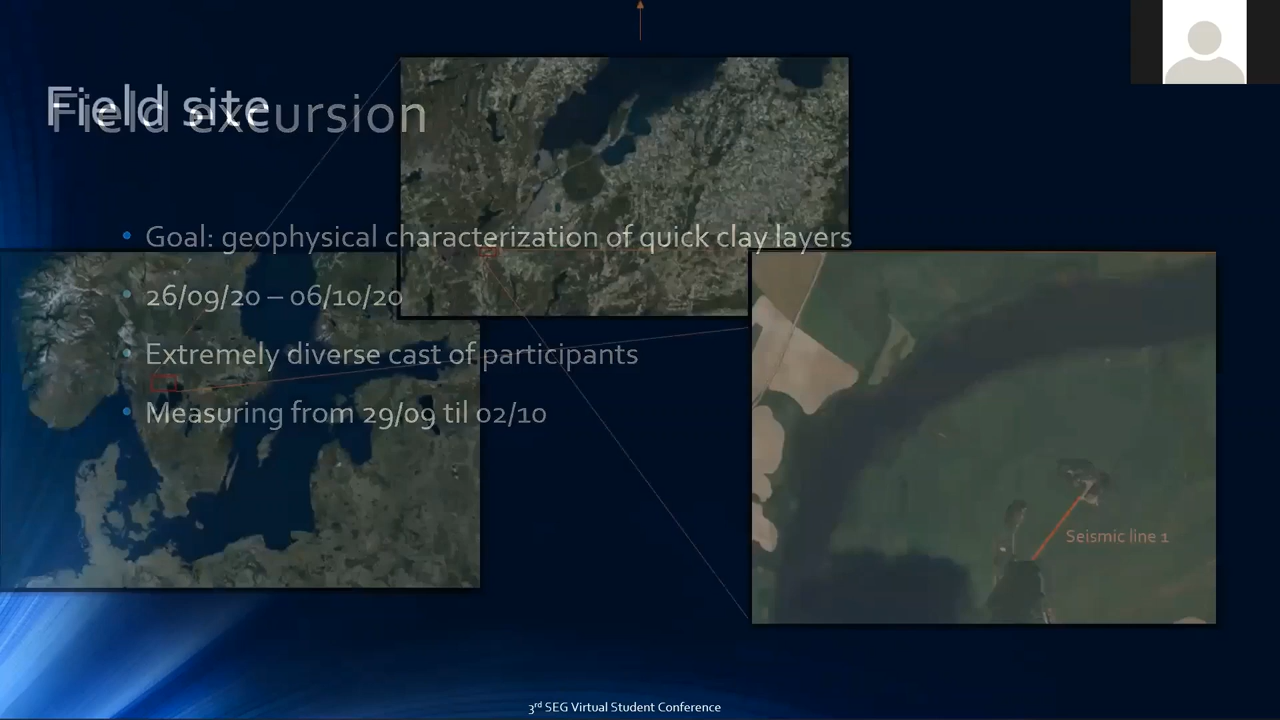 Field site
Field excursion
Goal: geophysical characterization of quick clay layers
26/09/20 – 06/10/20
Extremely diverse cast of participants
Measuring from 29/09 til 02/10
Seismic line 1
3rd SEG Virtual Student Conference